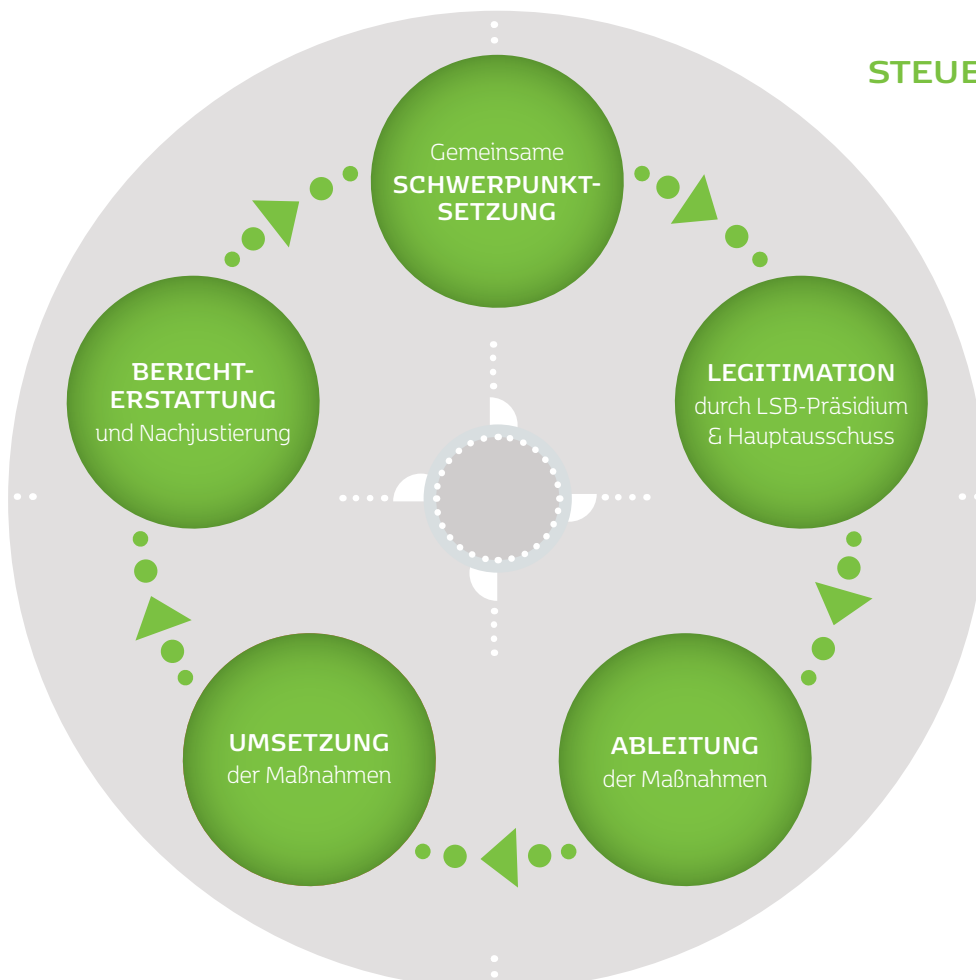 STEUE
Gemeinsame
SCHWERPUNKT-
SETZUNG
LEGITIMATION
durch LSB-Präsidium
& Hauptausschuss
ABLEITUNG
der Maßnahmen
UMSETZUNG
der Maßnahmen
BERICHT-
ERSTATTUNG
und Nachjustierung